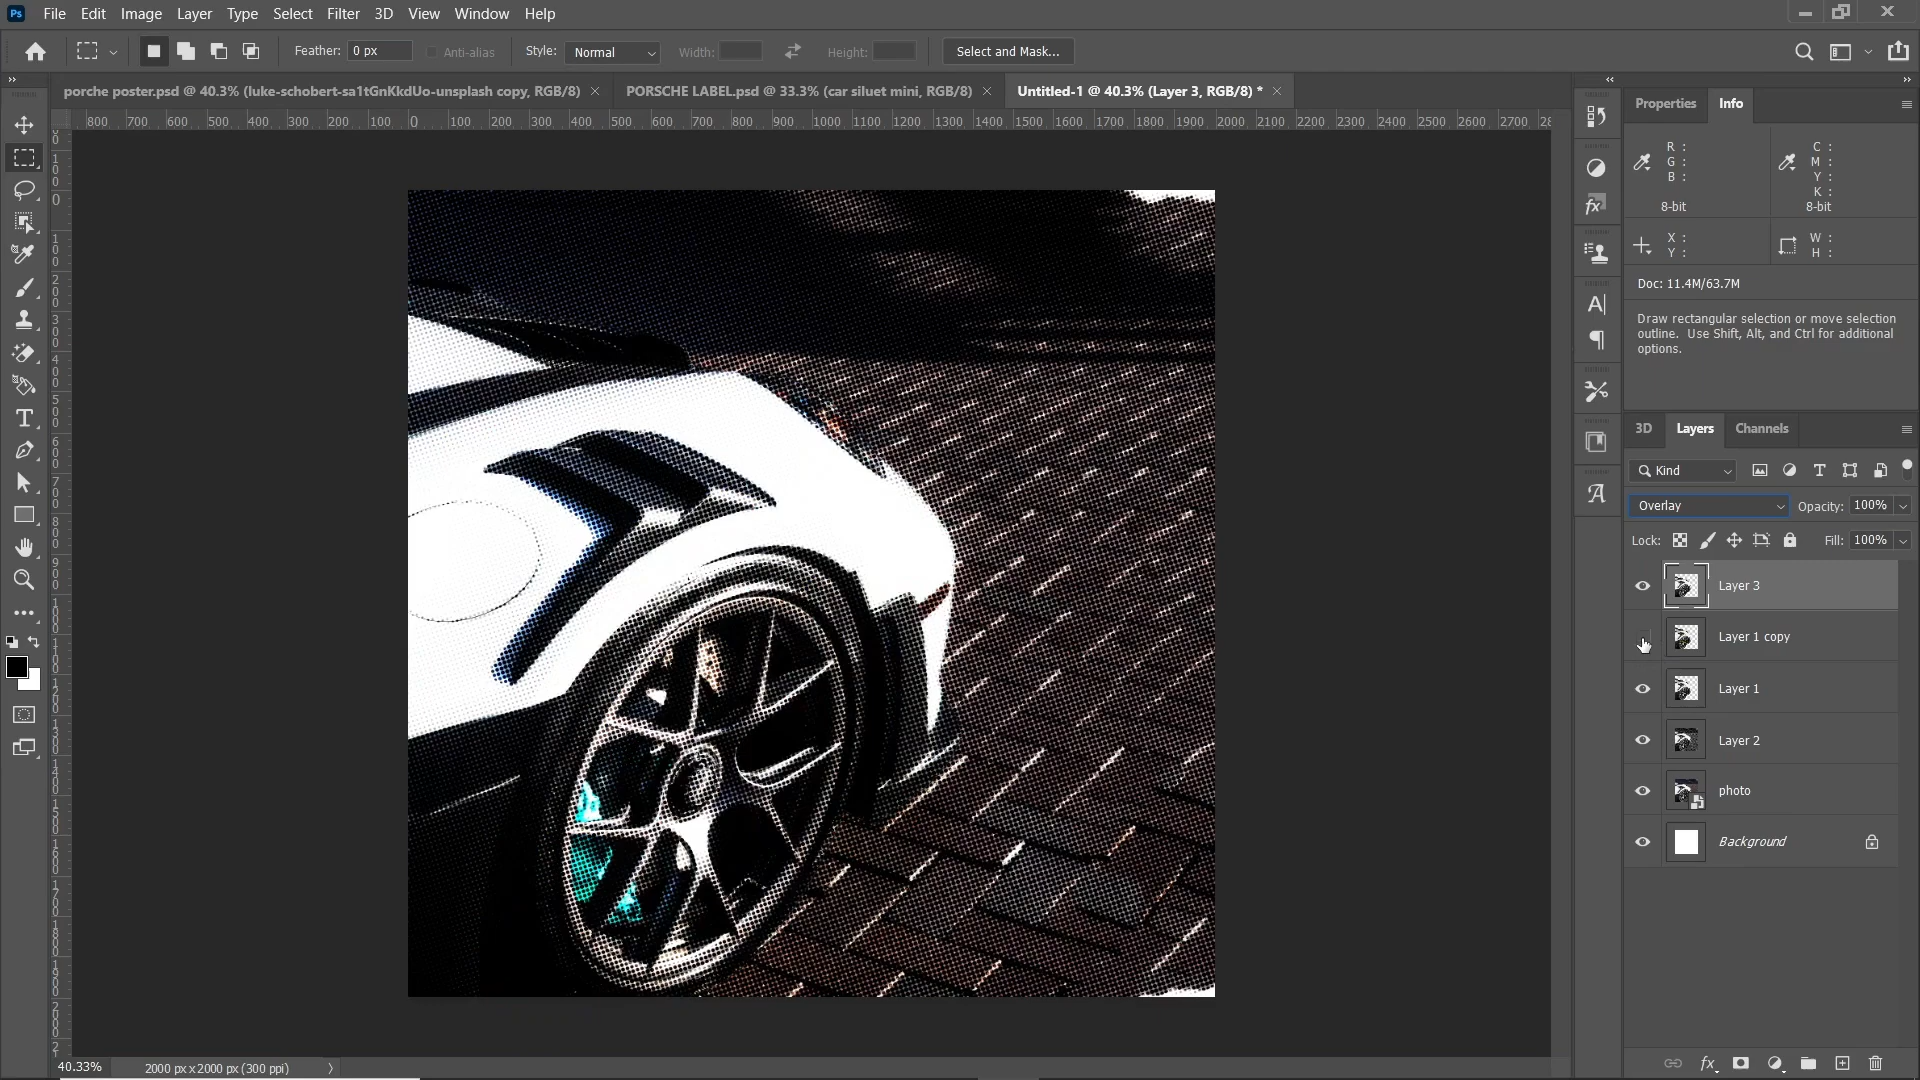 Ps File Edit Image Layer Type Select Filter 3D View Window Help
Feather: 0 px Anti-alias Style: Normal Width: Height: Select and Mask...
porche poster.psd @ 40.3% (luke-schobert-sa1tGnKkdUo-unsplash copy, RGB/8) × PORSCHE LABEL.psd @ 33.3% (car siluet mini, RGB/8) × Untitled-1 @ 40.3% (Layer 3, RGB/8) * ×
800 700 600 500 400 300 200 100 0 100 200 300 400 500 600 700 800 900 1000 1100 1200 1300 1400 1500 1600 1700 1800 1900 2000 2100 2200 2300 2400 2500 2600 2700
Properties Info
R : C :
G : M :
B : Y :
K :
8-bit 8-bit
X : W :
Y : H :
Doc: 11.4M/63.7M
Draw rectangular selection or move selection
outline. Use Shift, Alt, and Ctrl for additional
options.
3D Layers Channels
Kind
Overlay Opacity: 100%
Lock: Fill: 100%
Layer 3
Layer 1 copy
Layer 1
Layer 2
photo
Background
fx
40.33% 2000 px x 2000 px (300 ppi)